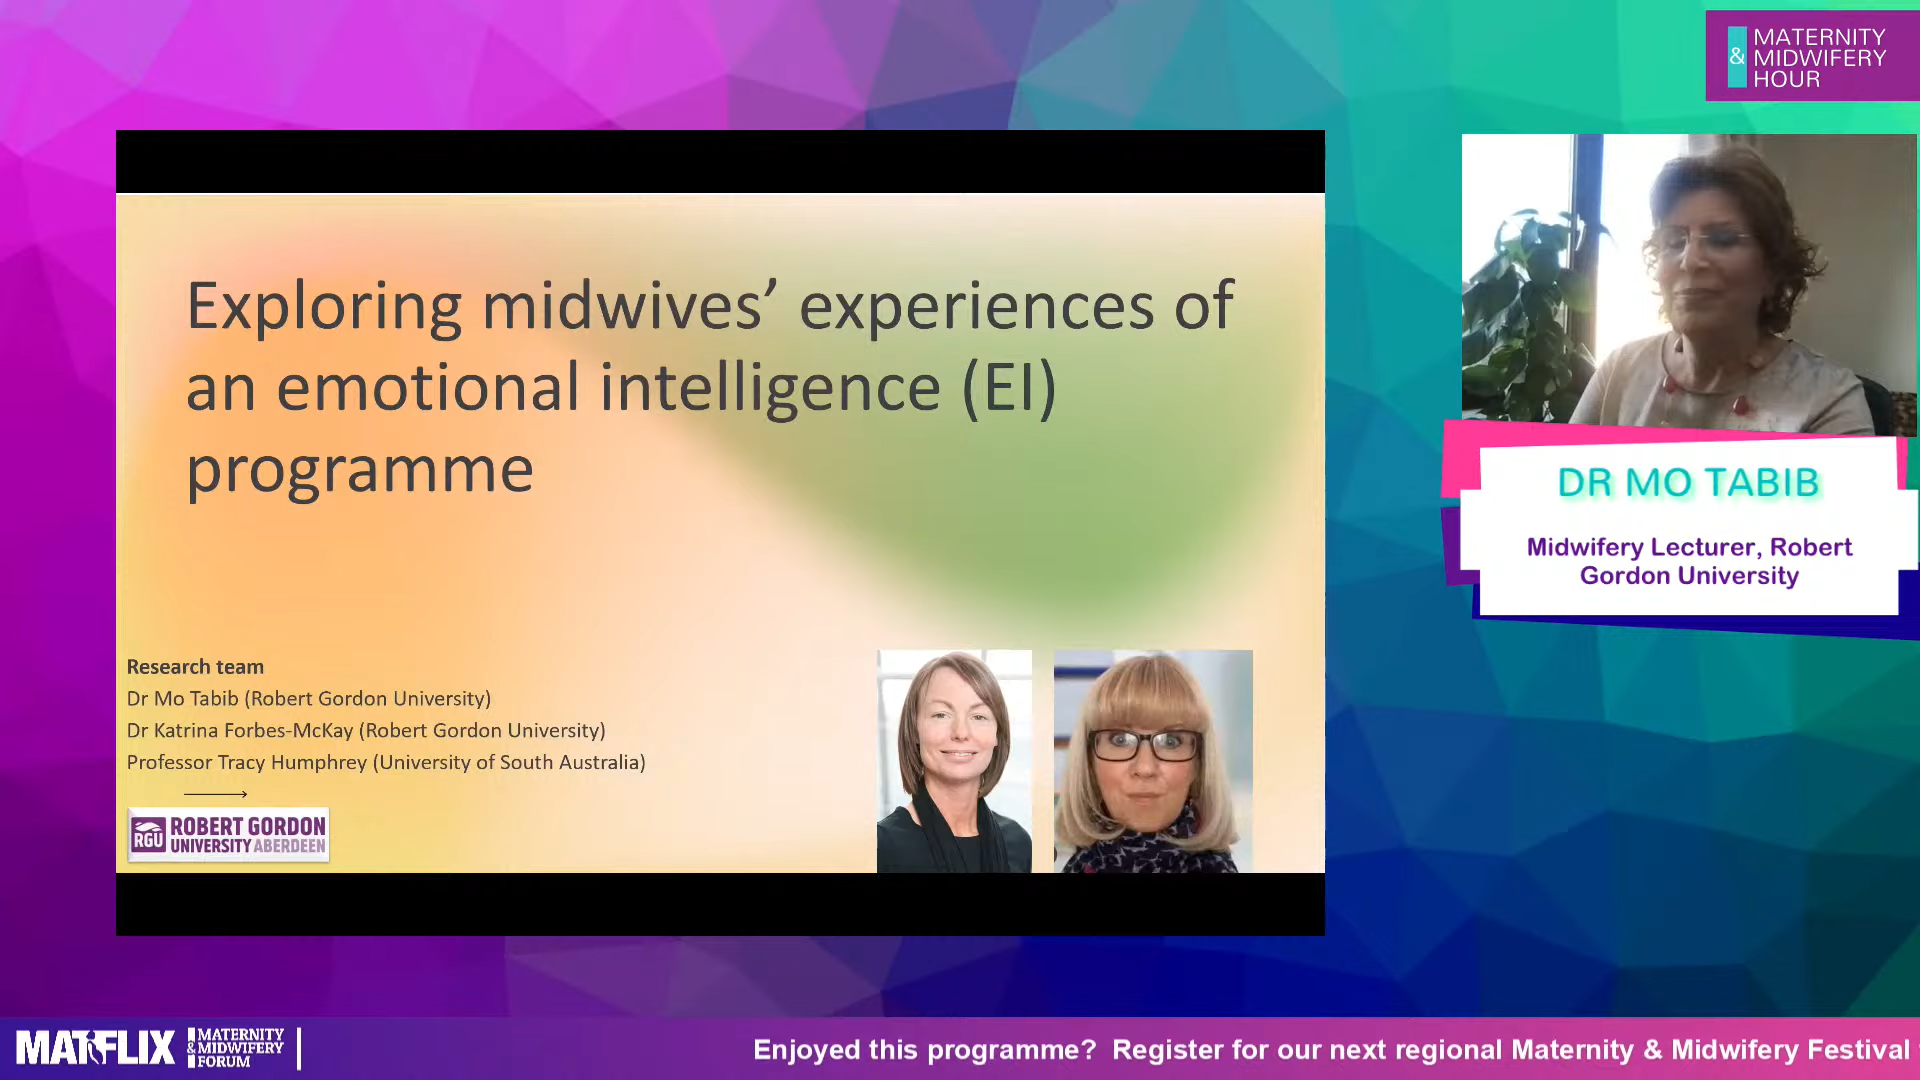 MATERNITY
& MIDWIFERY
HOUR
Exploring midwives’ experiences of
an emotional intelligence (EI)
programme
DR MO TABIB
Midwifery Lecturer, Robert
Gordon University
Research team
Dr Mo Tabib (Robert Gordon University)
Dr Katrina Forbes-McKay (Robert Gordon University)
Professor Tracy Humphrey (University of South Australia)
RGU
ROBERT GORDON
UNIVERSITY ABERDEEN
MATFLIX
MATERNITY
& MIDWIFERY
FORUM
Enjoyed this programme? Register for our next regional Maternity & Midwifery Festival